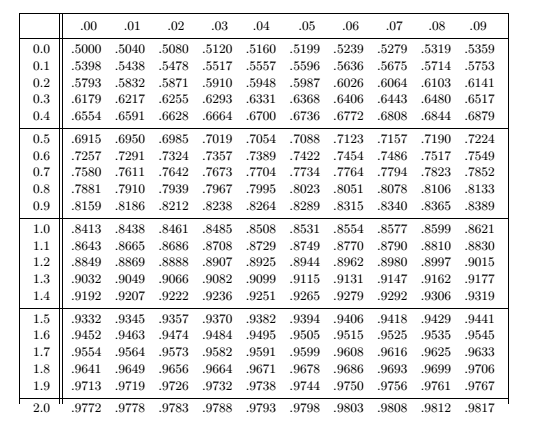 .00 .01 .02 .03 .04 .05 .06 .07 .08 .09
0.0 .5000 .5040 .5080 .5120 .5160 .5199 .5239 .5279 .5319 .5359
0.1 .5398 .5438 .5478 .5517 .5557 .5596 .5636 .5675 .5714 .5753
0.2 .5793 .5832 .5871 .5910 .5948 .5987 .6026 .6064 .6103 .6141
0.3 .6179 .6217 .6255 .6293 .6331 .6368 .6406 .6443 .6480 .6517
0.4 .6554 .6591 .6628 .6664 .6700 .6736 .6772 .6808 .6844 .6879
0.5 .6915 .6950 .6985 .7019 .7054 .7088 .7123 .7157 .7190 .7224
0.6 .7257 .7291 .7324 .7357 .7389 .7422 .7454 .7486 .7517 .7549
0.7 .7580 .7611 .7642 .7673 .7704 .7734 .7764 .7794 .7823 .7852
0.8 .7881 .7910 .7939 .7967 .7995 .8023 .8051 .8078 .8106 .8133
0.9 .8159 .8186 .8212 .8238 .8264 .8289 .8315 .8340 .8365 .8389
1.0 .8413 .8438 .8461 .8485 .8508 .8531 .8554 .8577 .8599 .8621
1.1 .8643 .8665 .8686 .8708 .8729 .8749 .8770 .8790 .8810 .8830
1.2 .8849 .8869 .8888 .8907 .8925 .8944 .8962 .8980 .8997 .9015
1.3 .9032 .9049 .9066 .9082 .9099 .9115 .9131 .9147 .9162 .9177
1.4 .9192 .9207 .9222 .9236 .9251 .9265 .9279 .9292 .9306 .9319
1.5 .9332 .9345 .9357 .9370 .9382 .9394 .9406 .9418 .9429 .9441
1.6 .9452 .9463 .9474 .9484 .9495 .9505 .9515 .9525 .9535 .9545
1.7 .9554 .9564 .9573 .9582 .9591 .9599 .9608 .9616 .9625 .9633
1.8 .9641 .9649 .9656 .9664 .9671 .9678 .9686 .9693 .9699 .9706
1.9 .9713 .9719 .9726 .9732 .9738 .9744 .9750 .9756 .9761 .9767
2.0 .9772 .9778 .9783 .9788 .9793 .9798 .9803 .9808 .9812 .9817